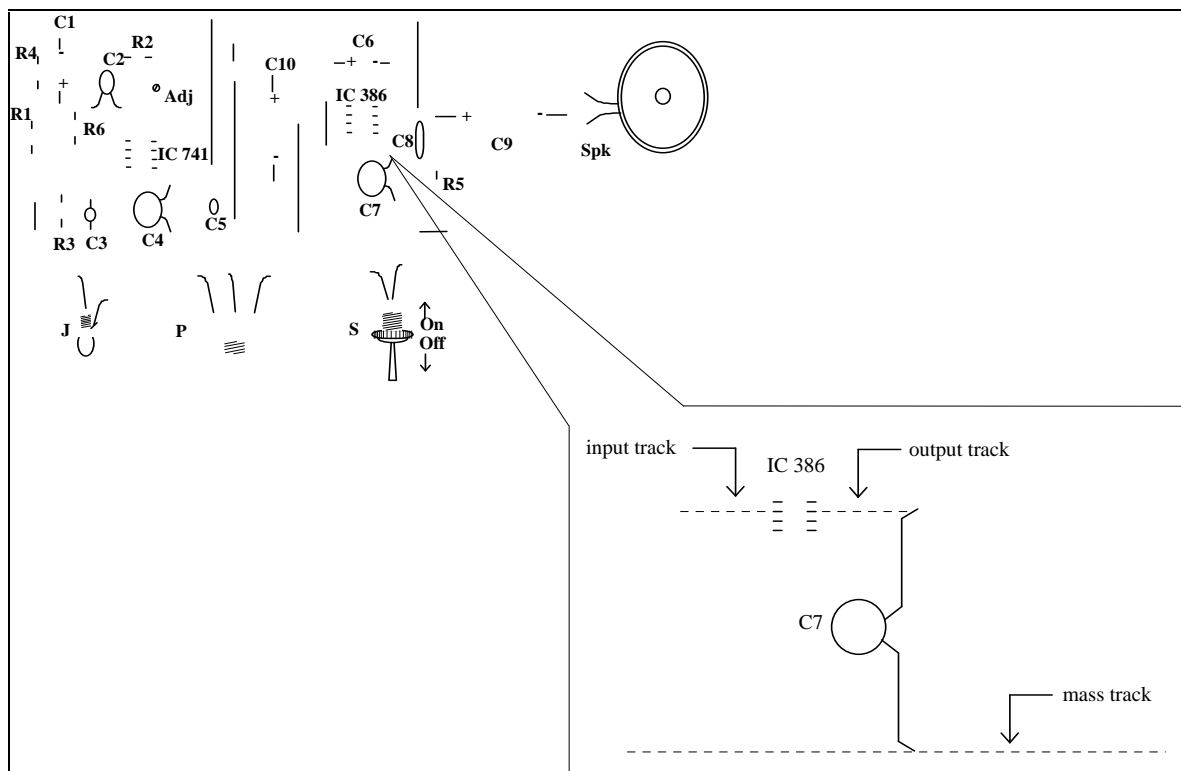 C1
R4
C2
R2
C6
C10
Adj
IC 386
R1
R6
IC 741
C8
C9
Spk
R5
C7
R3
C3
C4
C5
J
P
S
On
Off
input track
IC 386
output track
C7
mass track